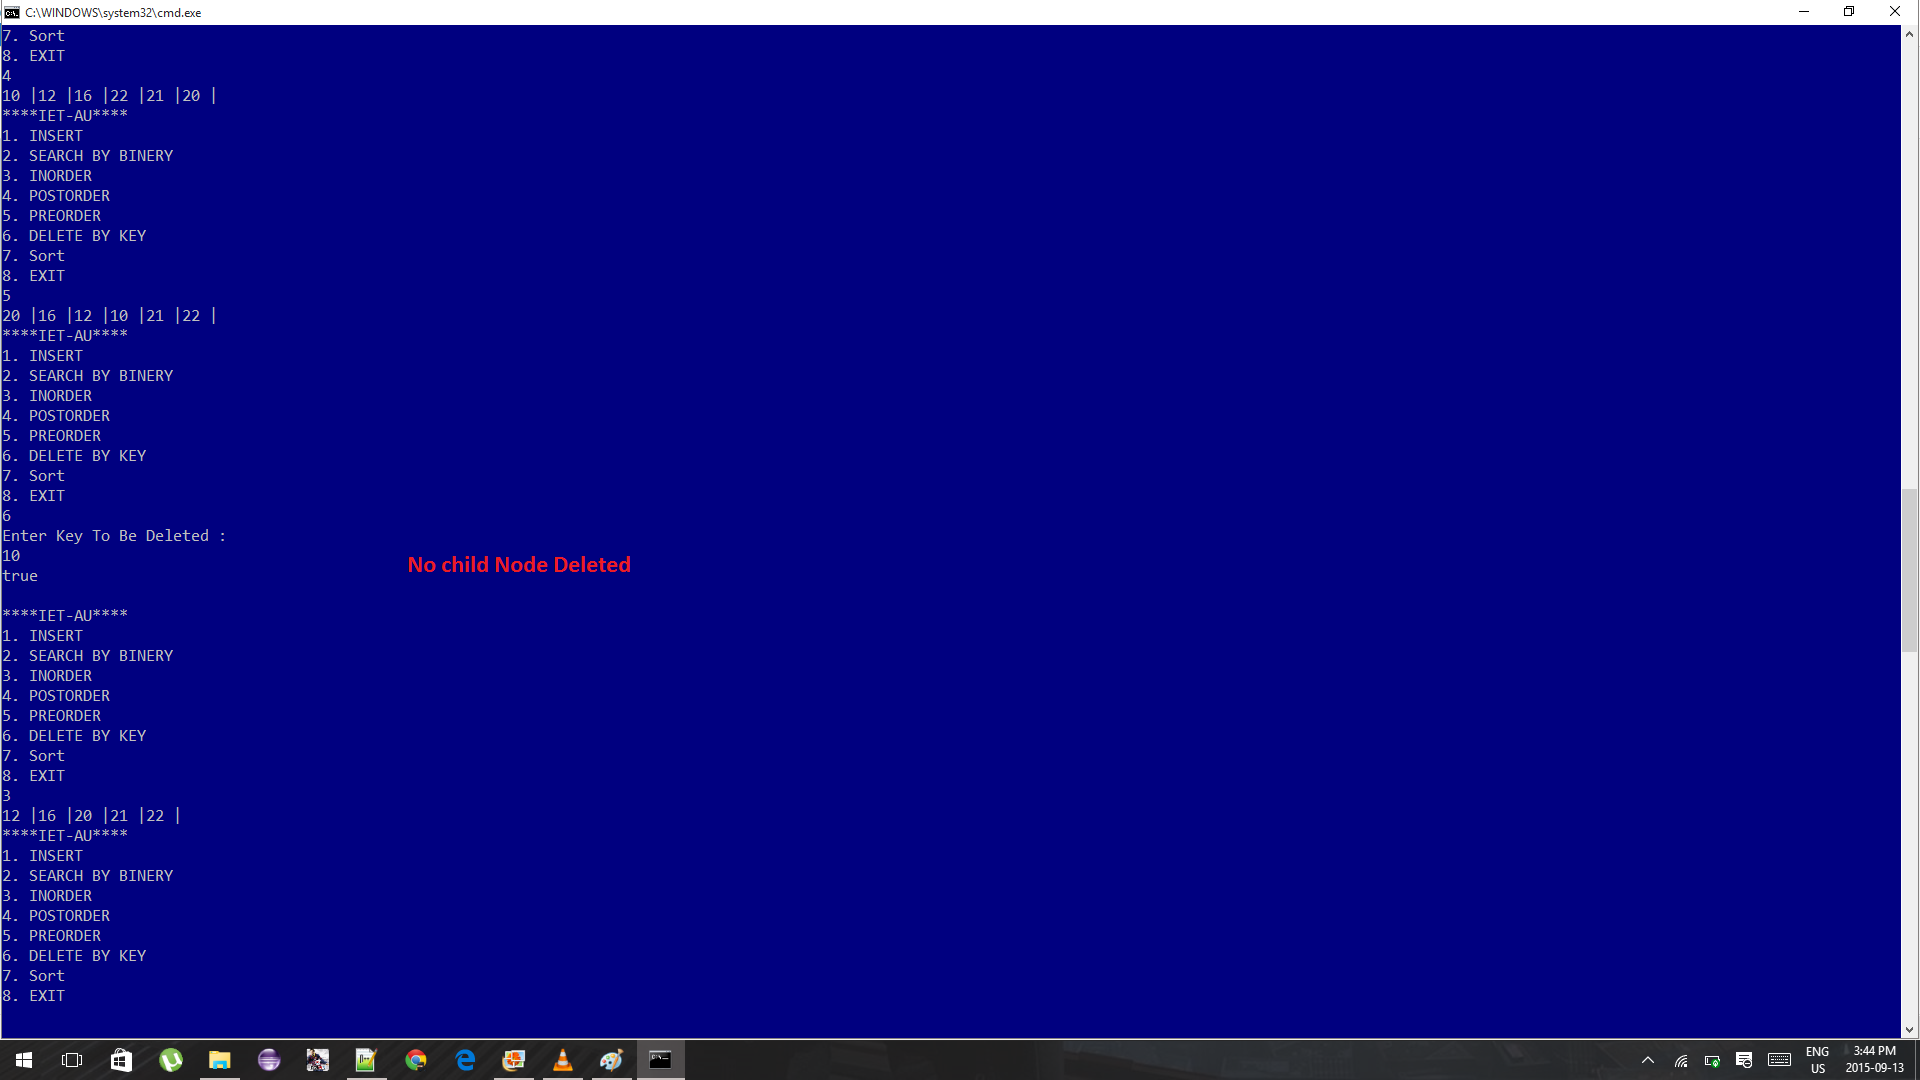 C:\WINDOWS\system32\cmd.exe
7. Sort
8. EXIT
4
10 |12 |16 |22 |21 |20 |
****IET-AU****
1. INSERT
2. SEARCH BY BINERY
3. INORDER
4. POSTORDER
5. PREORDER
6. DELETE BY KEY
7. Sort
8. EXIT
5
20 |16 |12 |10 |21 |22 |
****IET-AU****
1. INSERT
2. SEARCH BY BINERY
3. INORDER
4. POSTORDER
5. PREORDER
6. DELETE BY KEY
7. Sort
8. EXIT
6
Enter Key To Be Deleted :
10
No child Node Deleted
true
****IET-AU****
1. INSERT
2. SEARCH BY BINERY
3. INORDER
4. POSTORDER
5. PREORDER
6. DELETE BY KEY
7. Sort
8. EXIT
3
12 |16 |20 |21 |22 |
****IET-AU****
1. INSERT
2. SEARCH BY BINERY
3. INORDER
4. POSTORDER
5. PREORDER
6. DELETE BY KEY
7. Sort
8. EXIT
ENG
US
3:44 PM
2015-09-13